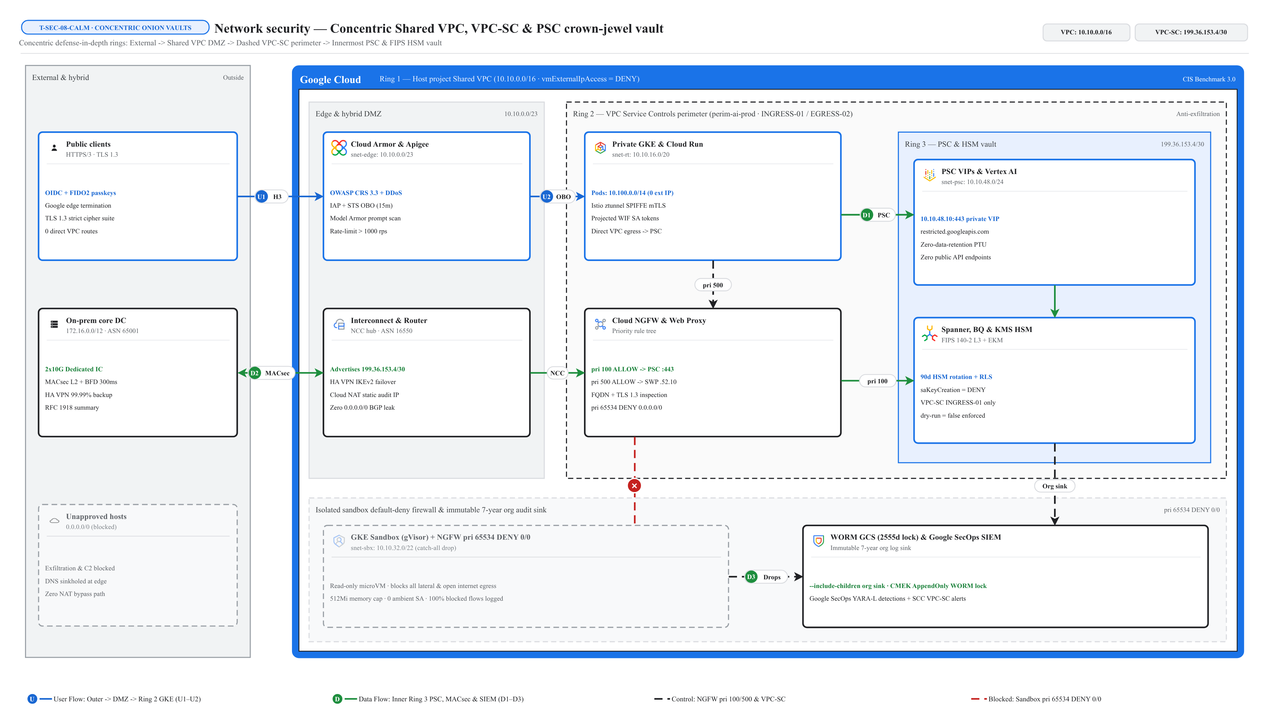 T-SEC-08-CALM · CONCENTRIC ONION VAULTS
Network security — Concentric Shared VPC, VPC-SC & PSC crown-jewel vault
Concentric defense-in-depth rings: External -> Shared VPC DMZ -> Dashed VPC-SC perimeter -> Innermost PSC & FIPS HSM vault
VPC: 10.10.0.0/16
VPC-SC: 199.36.153.4/30
External & hybrid
Outside
Public clients
HTTPS/3 · TLS 1.3
OIDC + FIDO2 passkeys
Google edge termination
TLS 1.3 strict cipher suite
0 direct VPC routes
On-prem core DC
172.16.0.0/12 · ASN 65001
2x10G Dedicated IC
MACsec L2 + BFD 300ms
HA VPN 99.99% backup
RFC 1918 summary
Unapproved hosts
0.0.0.0/0 (blocked)
Exfiltration & C2 blocked
DNS sinkholed at edge
Zero NAT bypass path
U1
H3
D2
MACsec
Google Cloud
Ring 1 — Host project Shared VPC (10.10.0.0/16 · vmExternalIpAccess = DENY)
CIS Benchmark 3.0
Edge & hybrid DMZ
10.10.0.0/23
Cloud Armor & Apigee
snet-edge: 10.10.0.0/23
OWASP CRS 3.3 + DDoS
IAP + STS OBO (15m)
Model Armor prompt scan
Rate-limit > 1000 rps
Interconnect & Router
NCC hub · ASN 16550
Advertises 199.36.153.4/30
HA VPN IKEv2 failover
Cloud NAT static audit IP
Zero 0.0.0.0/0 BGP leak
U2
OBO
NCC
Ring 2 — VPC Service Controls perimeter (perim-ai-prod · INGRESS-01 / EGRESS-02)
Anti-exfiltration
Private GKE & Cloud Run
snet-rt: 10.10.16.0/20
Pods: 10.100.0.0/14 (0 ext IP)
Istio ztunnel SPIFFE mTLS
Projected WIF SA tokens
Direct VPC egress -> PSC
pri 500
Cloud NGFW & Web Proxy
Priority rule tree
pri 100 ALLOW -> PSC :443
pri 500 ALLOW -> SWP .52.10
FQDN + TLS 1.3 inspection
pri 65534 DENY 0.0.0.0/0
D1
PSC
pri 100
Ring 3 — PSC & HSM vault
199.36.153.4/30
PSC VIPs & Vertex AI
snet-psc: 10.10.48.0/24
10.10.48.10:443 private VIP
restricted.googleapis.com
Zero-data-retention PTU
Zero public API endpoints
Spanner, BQ & KMS HSM
FIPS 140-2 L3 + EKM
90d HSM rotation + RLS
saKeyCreation = DENY
VPC-SC INGRESS-01 only
dry-run = false enforced
Org sink
Isolated sandbox default-deny firewall & immutable 7-year org audit sink
pri 65534 DENY 0/0
GKE Sandbox (gVisor) + NGFW pri 65534 DENY 0/0
snet-sbx: 10.10.32.0/22 (catch-all drop)
Read-only microVM · blocks all lateral & open internet egress
512Mi memory cap · 0 ambient SA · 100% blocked flows logged
D3
Drops
WORM GCS (2555d lock) & Google SecOps SIEM
Immutable 7-year org log sink
--include-children org sink · CMEK AppendOnly WORM lock
Google SecOps YARA-L detections + SCC VPC-SC alerts
U
User Flow: Outer -> DMZ -> Ring 2 GKE (U1–U2)
D
Data Flow: Inner Ring 3 PSC, MACsec & SIEM (D1–D3)
Control: NGFW pri 100/500 & VPC-SC
Blocked: Sandbox pri 65534 DENY 0/0